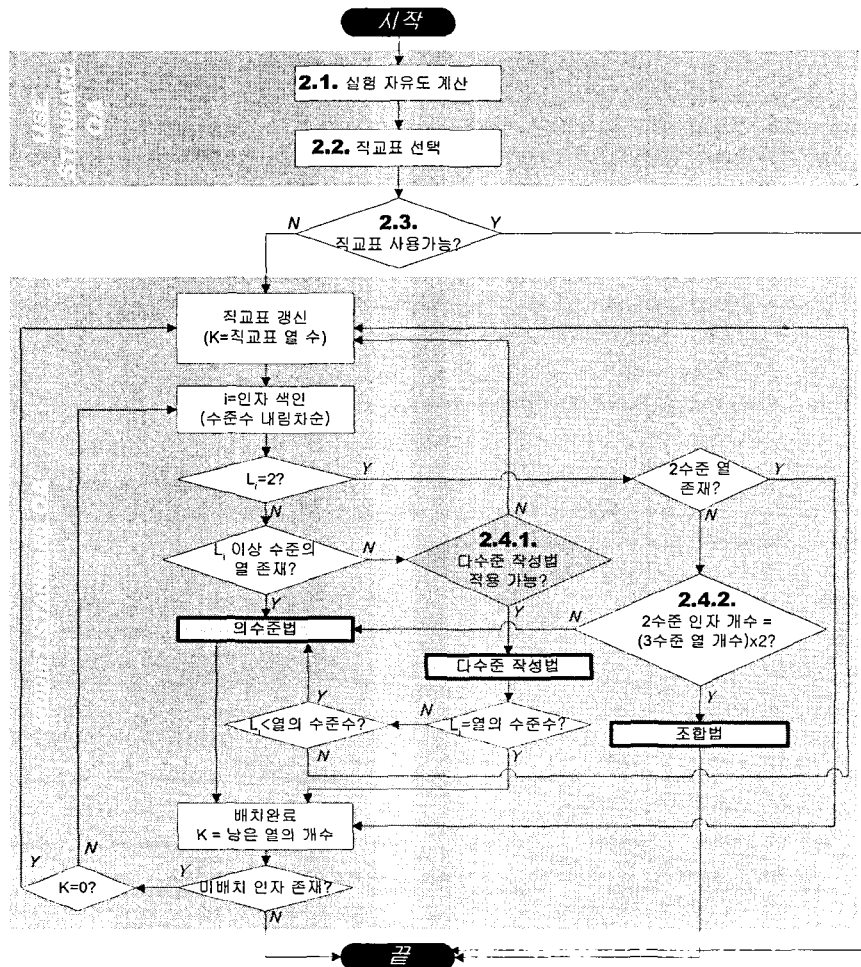 시작
USE
STANDARD
OA
2.1. 실험 자유도 계산
2.2. 직교표 선택
N
2.3.
직교표 사용가능?
Y
직교표 갱신
(K=직교표 열 수)
i=인자 색인
(수준수 내림차순)
Lᵢ=2?
Y
N
2수준 열
존재?
Y
N
Lᵢ 이상 수준의
열 존재?
N
Y
2.4.1.
다수준 작성법
적용 가능?
N
Y
2.4.2.
2수준 인자 개수 =
(3수준 열 개수)x2?
N
Y
의수준법
다수준 작성법
조합법
Lᵢ<열의 수준수?
Y
N
Lᵢ=열의 수준수?
N
Y
배치완료
K = 남은 열의 개수
K=0?
Y
N
미배치 인자 존재?
Y
N
끝